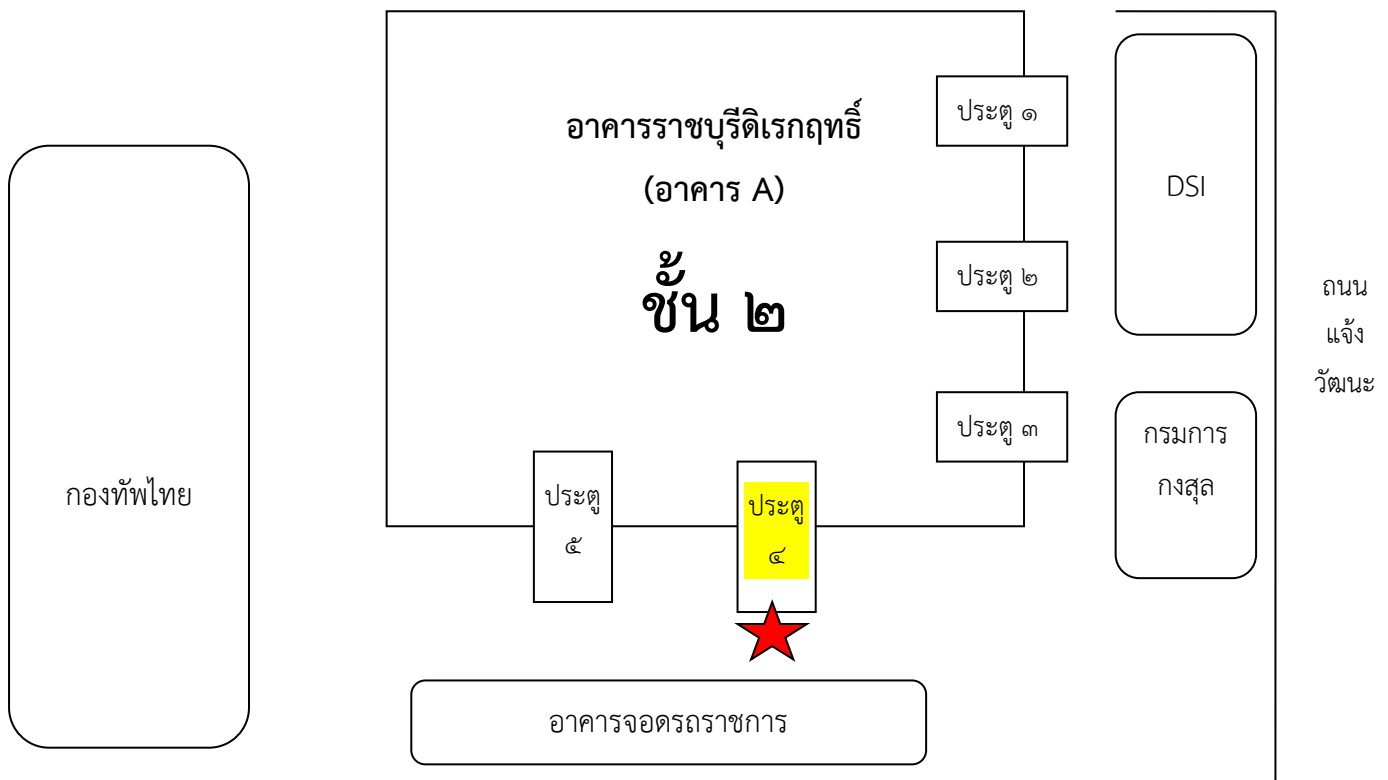 อาคารราชบุรีดิเรกฤทธิ์
(อาคาร A)
ชั้น ๒
ประตู ๑
ประตู ๒
ประตู ๓
ประตู
๔
ประตู
๕
DSI
กรมการ
กงสุล
ถนน
แจ้ง
วัฒนะ
กองทัพไทย
อาคารจอดรถราชการ